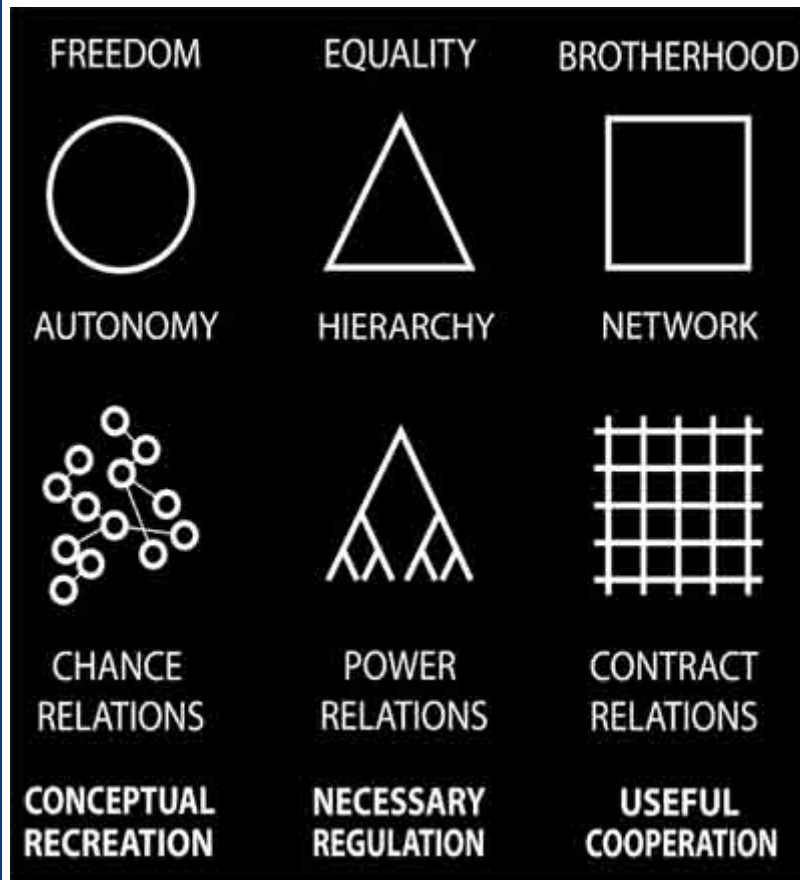 FREEDOM EQUALITY BROTHERHOOD
AUTONOMY HIERARCHY NETWORK
CHANCE POWER CONTRACT
RELATIONS RELATIONS RELATIONS
CONCEPTUAL NECESSARY USEFUL
RECREATION REGULATION COOPERATION